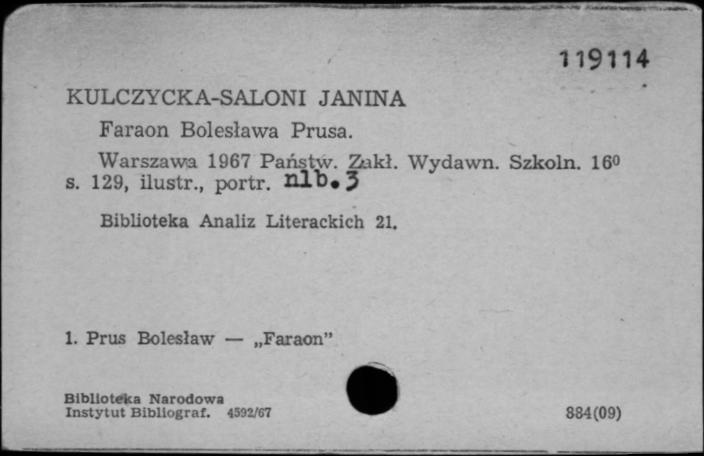 119114
KULCZYCKA-SALONI JANINA
Faraon Bolesława Prusa.
Warszawa 1967 Państw. Zakł. Wydawn. Szkoln. 16⁰
s. 129, ilustr., portr. nlb. 3
Biblioteka Analiz Literackich 21.
1. Prus Bolesław — „Faraon”
Biblioteka Narodowa
Instytut Bibliograf. 4592/67
884(09)